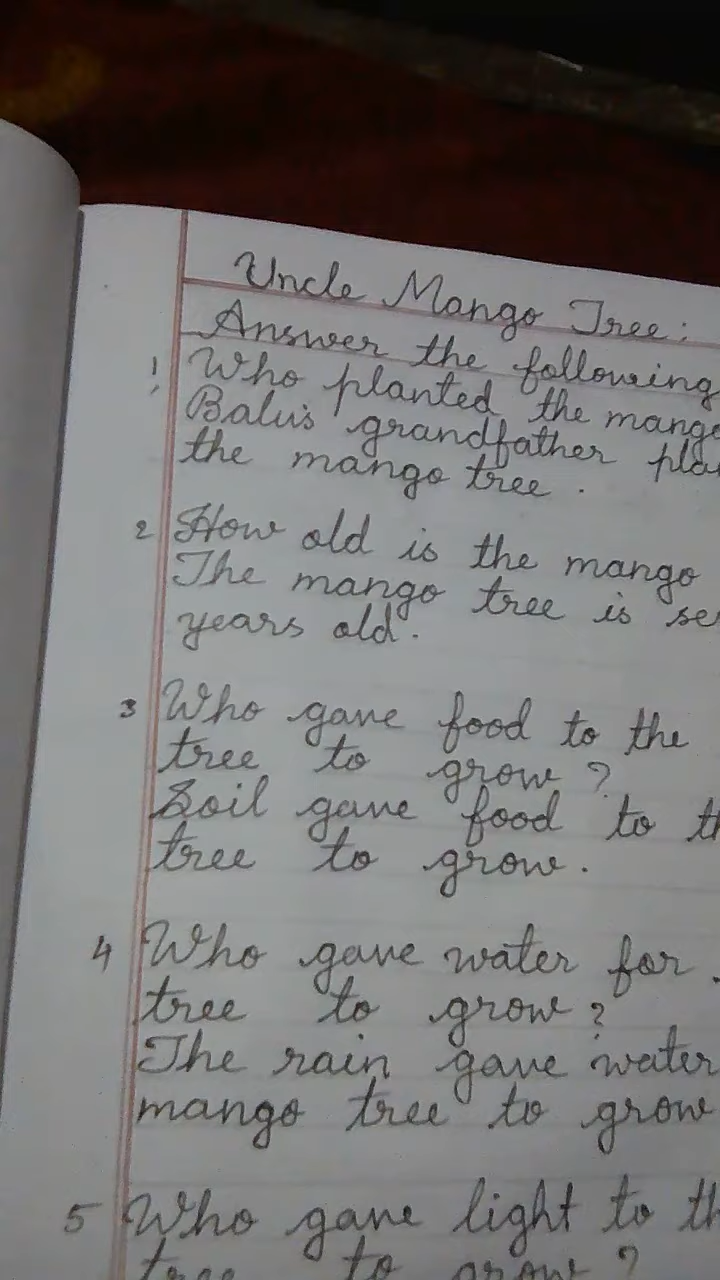 Uncle Mango Tree:
Answer the following
1, Who planted the mango
Balu's grandfather pla
the mango tree.
2 How old is the mango
The mango tree is se
years old.
3 Who gave food to the
tree to grow?
Soil gave food to th
tree to grow.
4 Who gave water for
tree to grow?
The rain gave water
mango tree to grow
5 Who gave light to th
tree to grow?